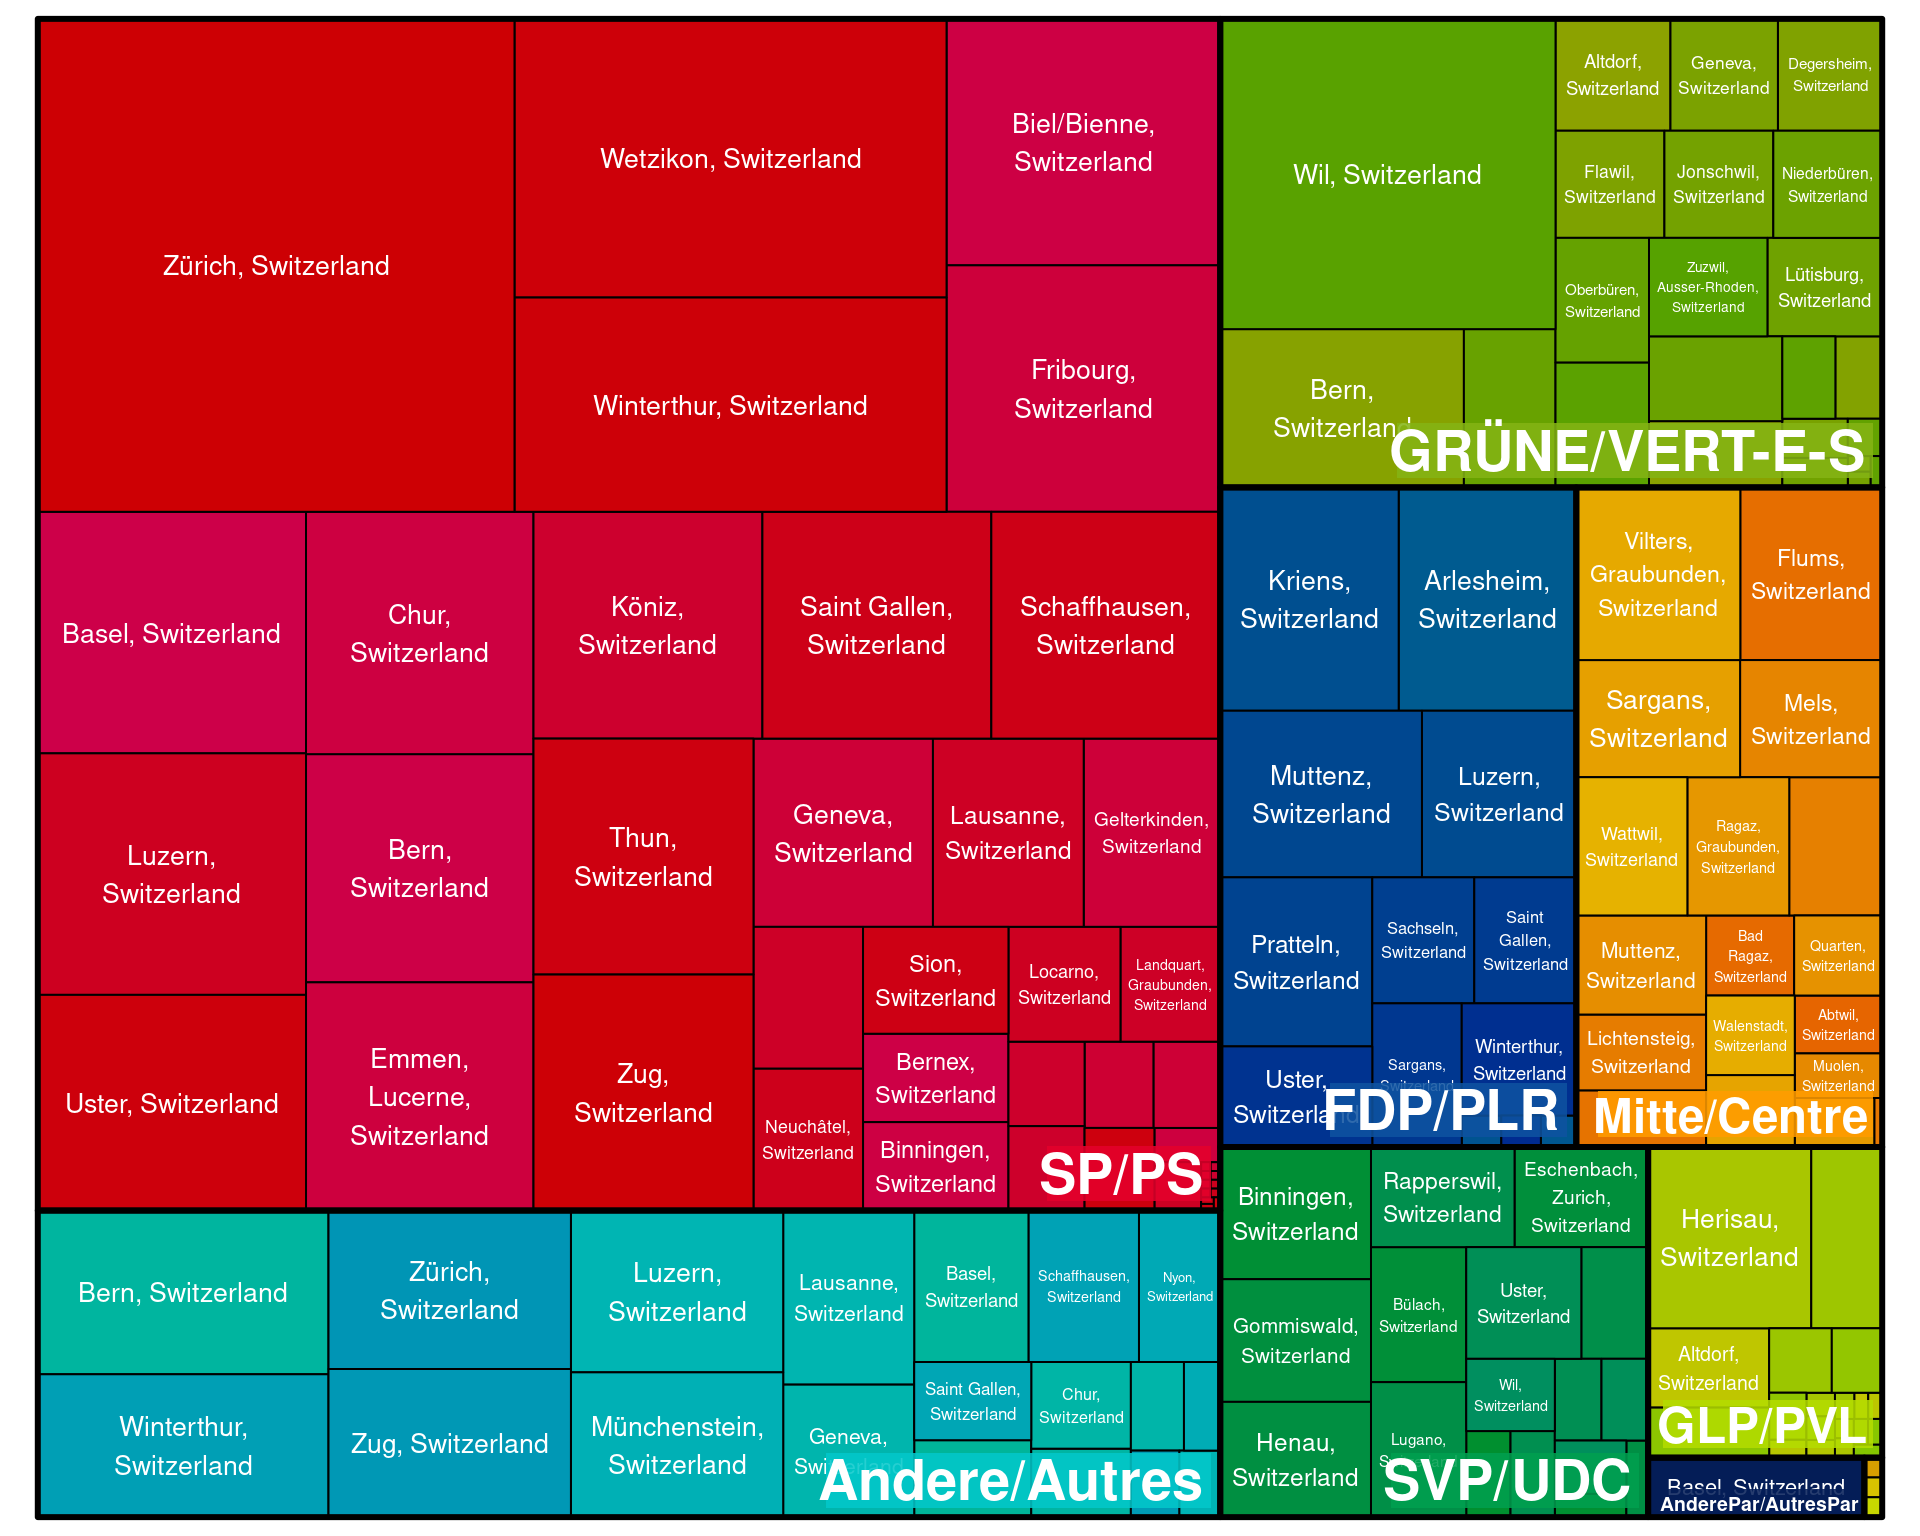 Zürich, Switzerland
Wetzikon, Switzerland
Winterthur, Switzerland
Biel/Bienne,
Switzerland
Fribourg,
Switzerland
Basel, Switzerland
Chur,
Switzerland
Köniz,
Switzerland
Saint Gallen,
Switzerland
Schaffhausen,
Switzerland
Luzern,
Switzerland
Bern,
Switzerland
Thun,
Switzerland
Geneva,
Switzerland
Lausanne,
Switzerland
Gelterkinden,
Switzerland
Uster, Switzerland
Emmen,
Lucerne,
Switzerland
Zug,
Switzerland
Sion,
Switzerland
Locarno,
Switzerland
Landquart,
Graubunden,
Switzerland
Bernex,
Switzerland
Neuchâtel,
Switzerland
Binningen,
Switzerland
SP/PS
Wil, Switzerland
Altdorf,
Switzerland
Geneva,
Switzerland
Degersheim,
Switzerland
Flawil,
Switzerland
Jonschwil,
Switzerland
Niederbüren,
Switzerland
Oberbüren,
Switzerland
Zuzwil,
Ausser-Rhoden,
Switzerland
Lütisburg,
Switzerland
Bern,
Switzerland
GRÜNE/VERT-E-S
Kriens,
Switzerland
Arlesheim,
Switzerland
Muttenz,
Switzerland
Luzern,
Switzerland
Pratteln,
Switzerland
Sachseln,
Switzerland
Saint
Gallen,
Switzerland
Uster,
Switzerland
Sargans,
Switzerland
Winterthur,
Switzerland
FDP/PLR
Vilters,
Graubunden,
Switzerland
Flums,
Switzerland
Sargans,
Switzerland
Mels,
Switzerland
Wattwil,
Switzerland
Ragaz,
Graubunden,
Switzerland
Muttenz,
Switzerland
Bad
Ragaz,
Switzerland
Quarten,
Switzerland
Lichtensteig,
Switzerland
Walenstadt,
Switzerland
Abtwil,
Switzerland
Muolen,
Switzerland
Mitte/Centre
Bern, Switzerland
Zürich,
Switzerland
Luzern,
Switzerland
Lausanne,
Switzerland
Basel,
Switzerland
Schaffhausen,
Switzerland
Nyon,
Switzerland
Winterthur,
Switzerland
Zug, Switzerland
Münchenstein,
Switzerland
Geneva,
Switzerland
Saint Gallen,
Switzerland
Chur,
Switzerland
Andere/Autres
Binningen,
Switzerland
Rapperswil,
Switzerland
Eschenbach,
Zurich,
Switzerland
Gommiswald,
Switzerland
Bülach,
Switzerland
Uster,
Switzerland
Henau,
Switzerland
Wil,
Switzerland
Lugano,
SVP/UDC
Herisau,
Switzerland
Altdorf,
Switzerland
GLP/PVL
Basel, Switzerland
AnderePar/AutresPar